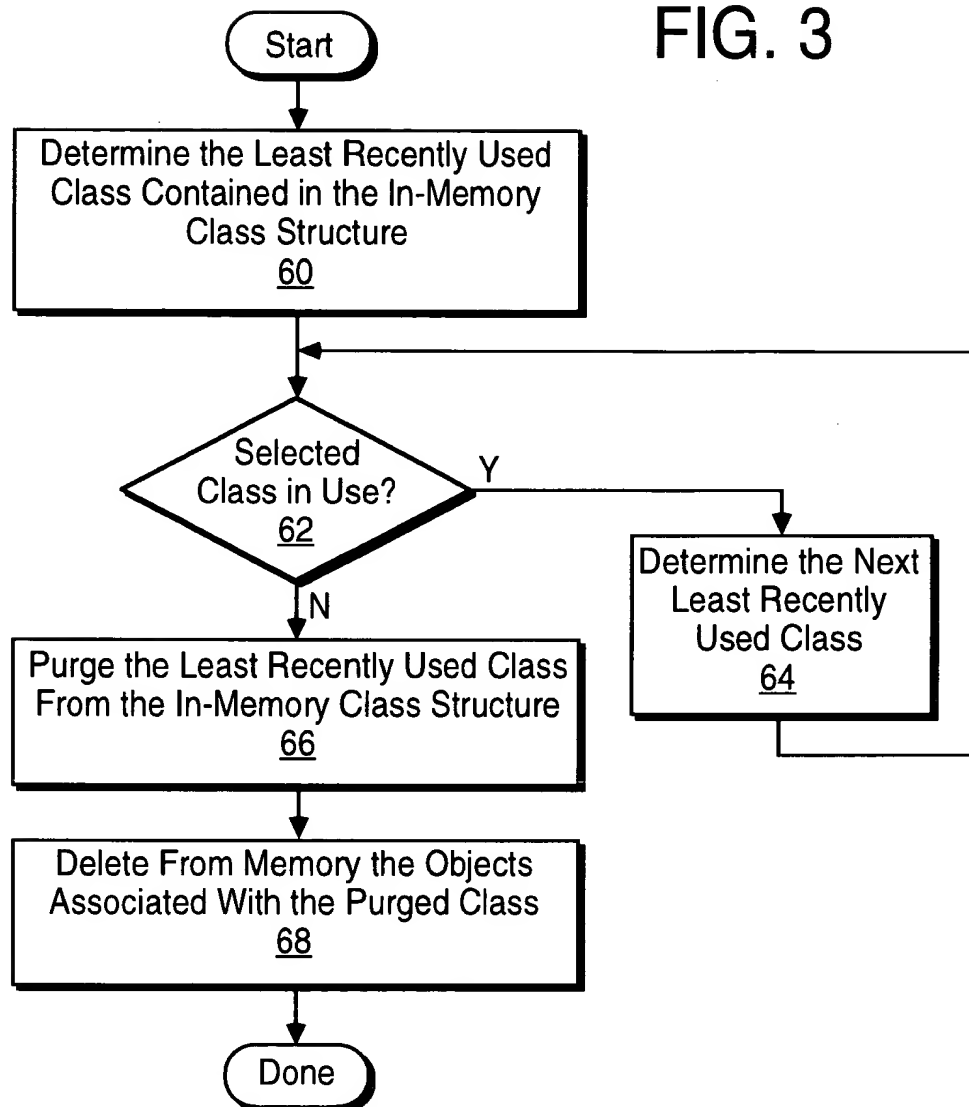 FIG. 3
Start
Determine the Least Recently Used
Class Contained in the In-Memory
Class Structure
60
Selected
Class in Use?
62
Y
N
Determine the Next
Least Recently
Used Class
64
Purge the Least Recently Used Class
From the In-Memory Class Structure
66
Delete From Memory the Objects
Associated With the Purged Class
68
Done